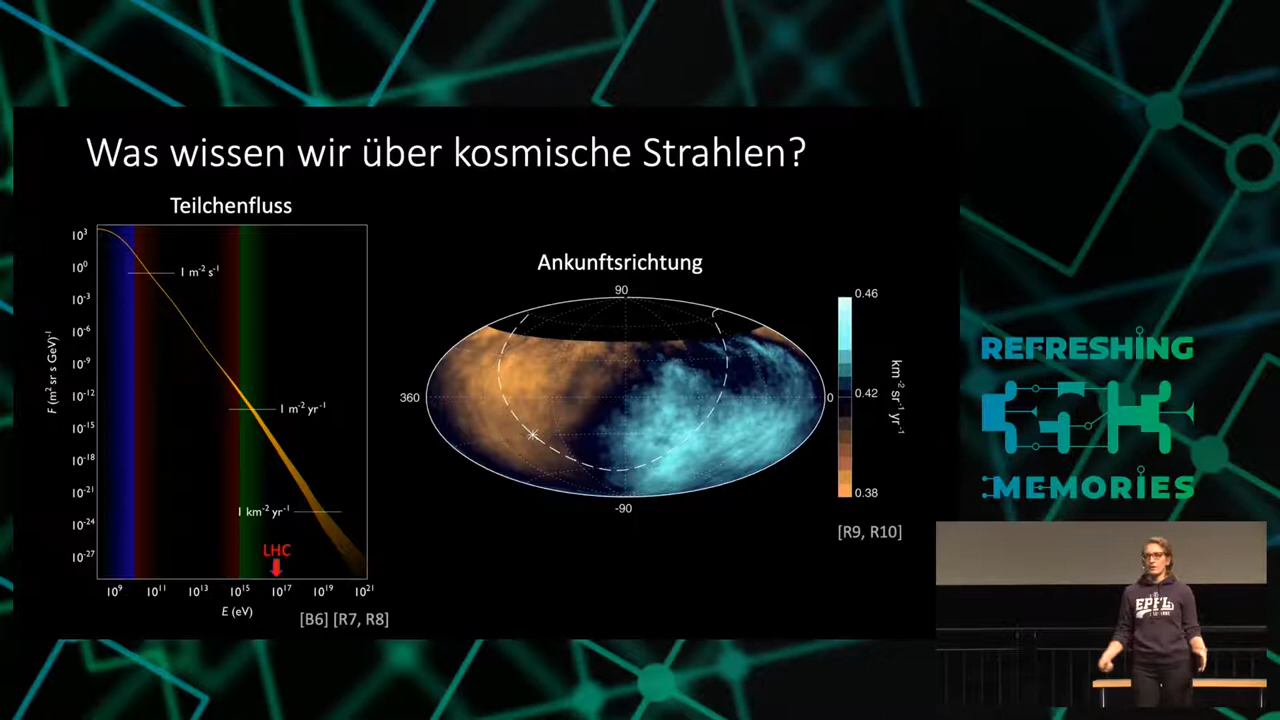 Was wissen wir über kosmische Strahlen?
Teilchenfluss
10³
10⁰
10⁻³
10⁻⁶
10⁻⁹
10⁻¹²
10⁻¹⁵
10⁻¹⁸
10⁻²¹
10⁻²⁴
10⁻²⁷
F (m² sr s GeV)⁻¹
1 m⁻² s⁻¹
1 m⁻² yr⁻¹
1 km⁻² yr⁻¹
LHC
10⁹ 10¹¹ 10¹³ 10¹⁵ 10¹⁷ 10¹⁹ 10²¹
E (eV)
[B6] [R7, R8]
Ankunftsrichtung
90
360
0
-90
0.46
0.42
0.38
km⁻² sr⁻¹ yr⁻¹
[R9, R10]
REFRESHING
GPN
MEMORIES
EPFL